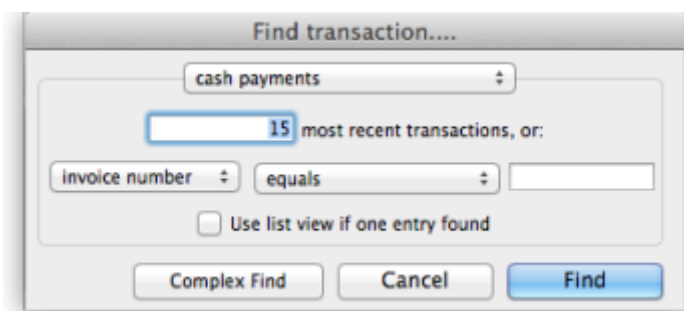 Find transaction....
cash payments
15 most recent transactions, or:
invoice number equals
Use list view if one entry found
Complex Find Cancel Find